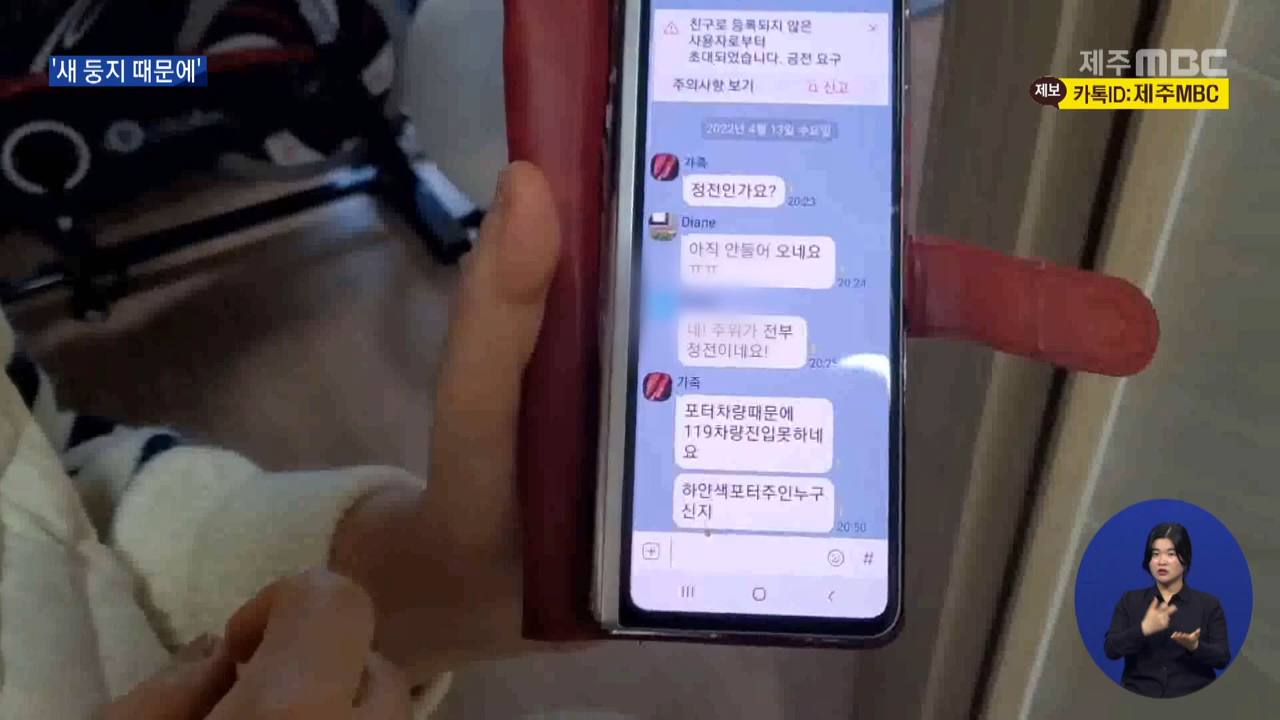 '새 둥지 때문에'
제주MBC
제보 카톡ID:제주MBC
친구로 등록되지 않은
사용자로부터
초대되었습니다. 금전 요구
주의사항 보기
신고
2022년 4월 13일 수요일
가족
정전인가요?
20:23
Diane
아직 안들어 오네요
ㅠㅠ
20:24
네! 주위가 전부
정전이네요!
20:25
가족
포터차량때문에
119차량진입못하네
요
하얀색포터주인누구
신지
20:50
#